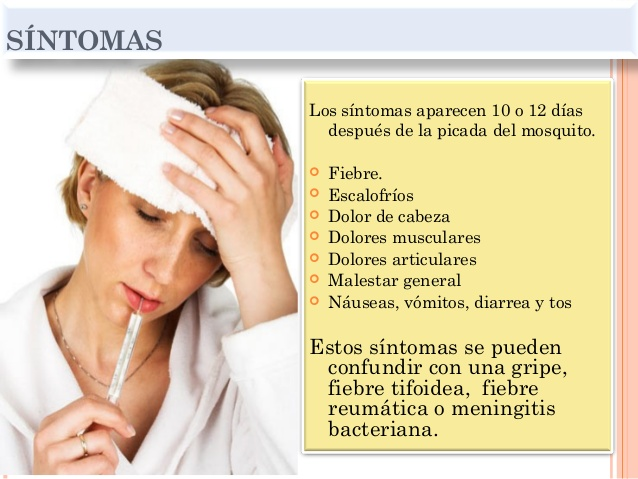 SÍNTOMAS
Los síntomas aparecen 10 o 12 días
después de la picada del mosquito.
Fiebre.
Escalofríos
Dolor de cabeza
Dolores musculares
Dolores articulares
Malestar general
Náuseas, vómitos, diarrea y tos
Estos síntomas se pueden
confundir con una gripe,
fiebre tifoidea, fiebre
reumática o meningitis
bacteriana.